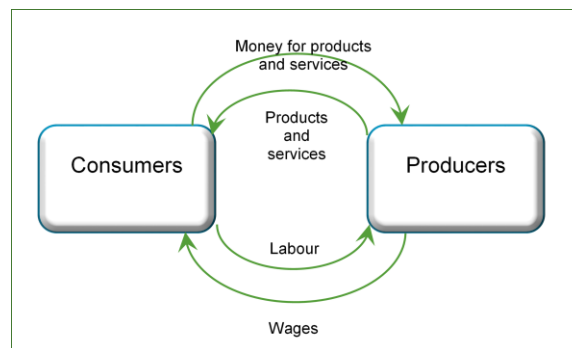 Money for products
and services
Products
and
services
Consumers
Producers
Labour
Wages